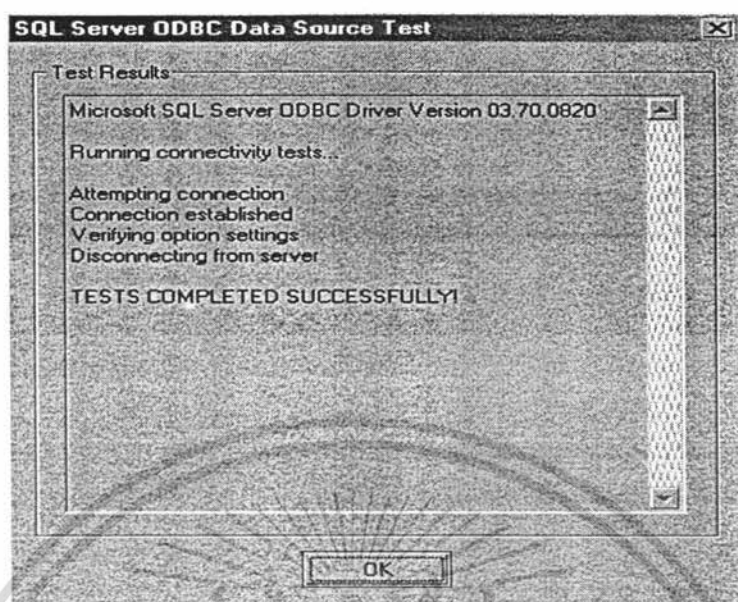 SQL Server ODBC Data Source Test
Test Results
Microsoft SQL Server ODBC Driver Version 03.70.0820
Running connectivity tests...
Attempting connection
Connection established
Verifying option settings
Disconnecting from server
TESTS COMPLETED SUCCESSFULLY!
OK